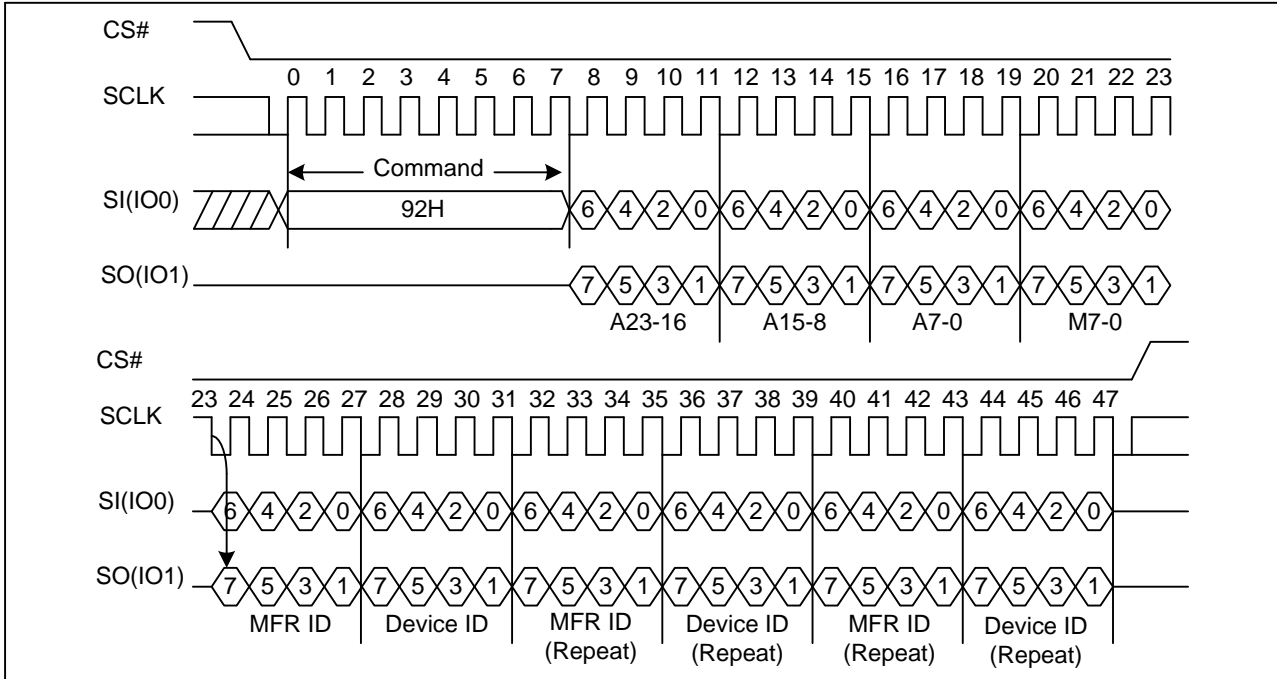 CS#
0 1 2 3 4 5 6 7 8 9 10 11 12 13 14 15 16 17 18 19 20 21 22 23
SCLK
Command
SI(IO0)
92H
6 4 2 0 6 4 2 0 6 4 2 0 6 4 2 0
SO(IO1)
7 5 3 1 7 5 3 1 7 5 3 1 7 5 3 1
A23-16 A15-8 A7-0 M7-0
CS#
23 24 25 26 27 28 29 30 31 32 33 34 35 36 37 38 39 40 41 42 43 44 45 46 47
SCLK
SI(IO0)
6 4 2 0 6 4 2 0 6 4 2 0 6 4 2 0 6 4 2 0 6 4 2 0
SO(IO1)
7 5 3 1 7 5 3 1 7 5 3 1 7 5 3 1 7 5 3 1 7 5 3 1
MFR ID Device ID MFR ID Device ID MFR ID Device ID
(Repeat) (Repeat) (Repeat) (Repeat)